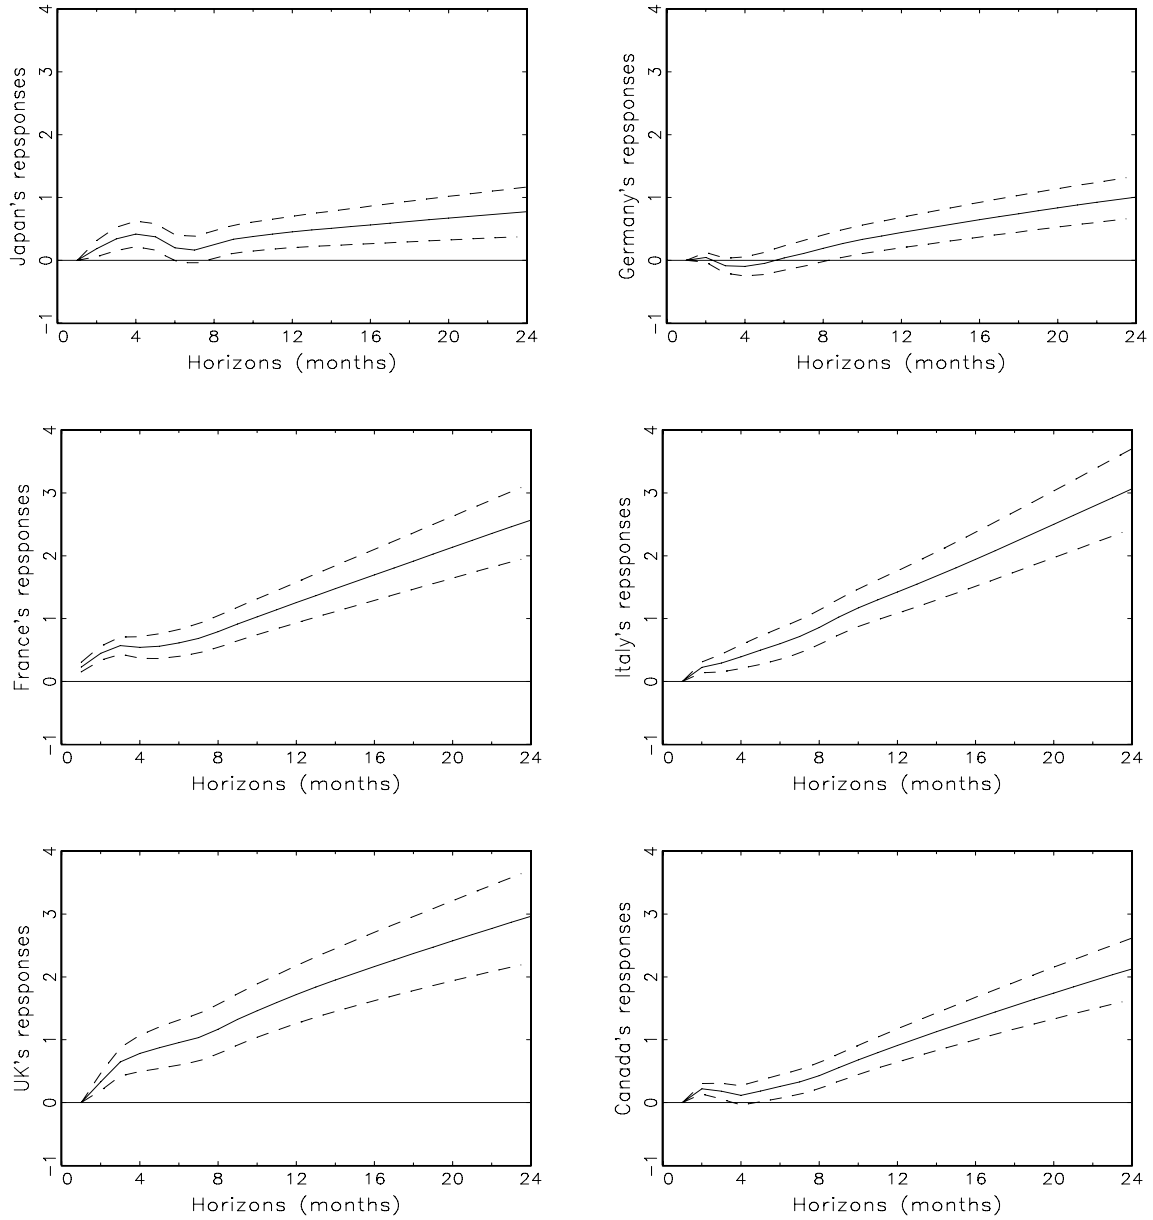 Japan's repsponses
4
3
2
1
0
-1
0 4 8 12 16 20 24
Horizons (months)
Germany's repsponses
4
3
2
1
0
-1
0 4 8 12 16 20 24
Horizons (months)
France's repsponses
4
3
2
1
0
-1
0 4 8 12 16 20 24
Horizons (months)
Italy's repsponses
4
3
2
1
0
-1
0 4 8 12 16 20 24
Horizons (months)
UK's repsponses
4
3
2
1
0
-1
0 4 8 12 16 20 24
Horizons (months)
Canada's repsponses
4
3
2
1
0
-1
0 4 8 12 16 20 24
Horizons (months)